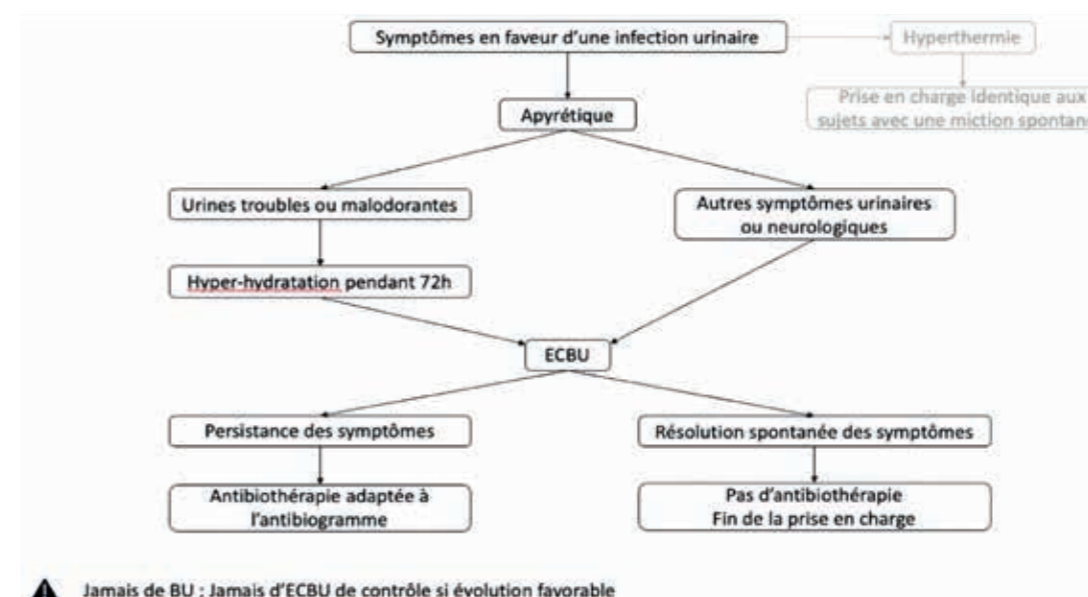 Symptômes en faveur d'une infection urinaire
Hyperthermie
Prise en charge identique aux
sujets avec une miction
Apyrétique
Urines troubles ou malodorantes
Autres symptômes urinaires
ou neurologiques
Hyper-hydratation pendant 72h
ECBU
Persistance des symptômes
Résolution spontanée des symptômes
Antibiothérapie adaptée à
l'antibiogramme
Pas d'antibiothérapie
Fin de la prise en charge
Jamais de BU ; Jamais d'ECBU de contrôle si évolution favorable